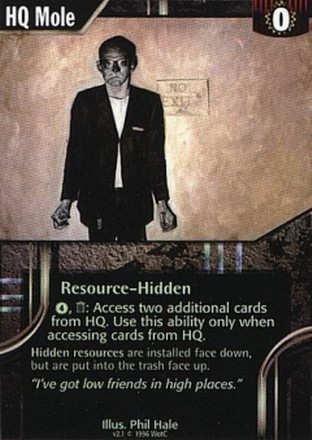 HQ Mole
0
NO
EXIT
Resource-Hidden
4, : Access two additional cards
from HQ. Use this ability only when
accessing cards from HQ.
Hidden resources are installed face down,
but are put into the trash face up.
"I've got low friends in high places."
Illus. Phil Hale
v2.1 © 1996 WotC